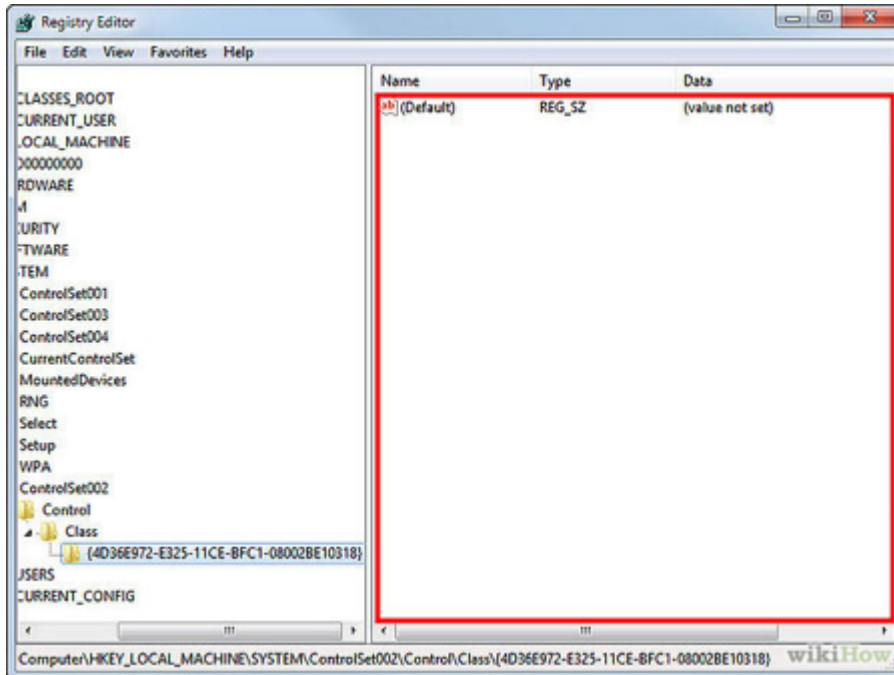 Registry Editor
File Edit View Favorites Help
Name Type Data
(Default) REG_SZ (value not set)
CLASSES_ROOT
CURRENT_USER
LOCAL_MACHINE
000000000
RDWARE
M
CURITY
FTWARE
STEM
ControlSet001
ControlSet003
ControlSet004
CurrentControlSet
MountedDevices
RNG
Select
Setup
WPA
ControlSet002
Control
Class
{4D36E972-E325-11CE-BFC1-08002BE10318}
USERS
CURRENT_CONFIG
Computer\HKEY_LOCAL_MACHINE\SYSTEM\ControlSet002\Control\Class\{4D36E972-E325-11CE-BFC1-08002BE10318}
wikiHow